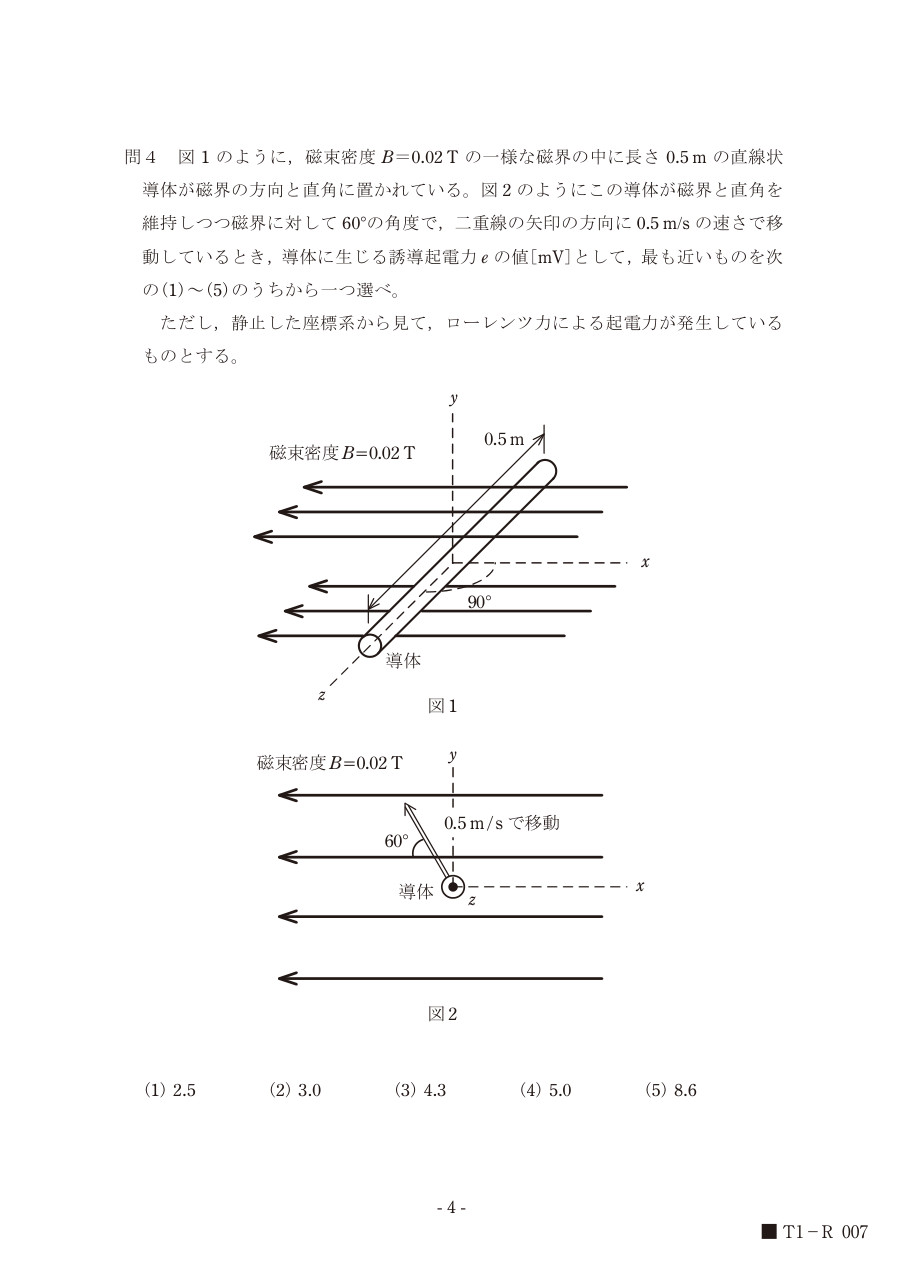 問4 図1のように，磁束密度 B=0.02 T の一様な磁界の中に長さ 0.5 m の直線状
導体が磁界の方向と直角に置かれている。図2のようにこの導体が磁界と直角を
維持しつつ磁界に対して 60°の角度で，二重線の矢印の方向に 0.5 m/s の速さで移
動しているとき，導体に生じる誘導起電力 e の値[mV]として，最も近いものを次
の(1)～(5)のうちから一つ選べ。
ただし，静止した座標系から見て，ローレンツ力による起電力が発生している
ものとする。
y
0.5 m
磁束密度 B=0.02 T
x
90°
導体
z
図1
y
磁束密度 B=0.02 T
0.5 m/s で移動
60°
導体
z
x
図2
(1) 2.5 (2) 3.0 (3) 4.3 (4) 5.0 (5) 8.6
- 4 -
■ T1－R 007